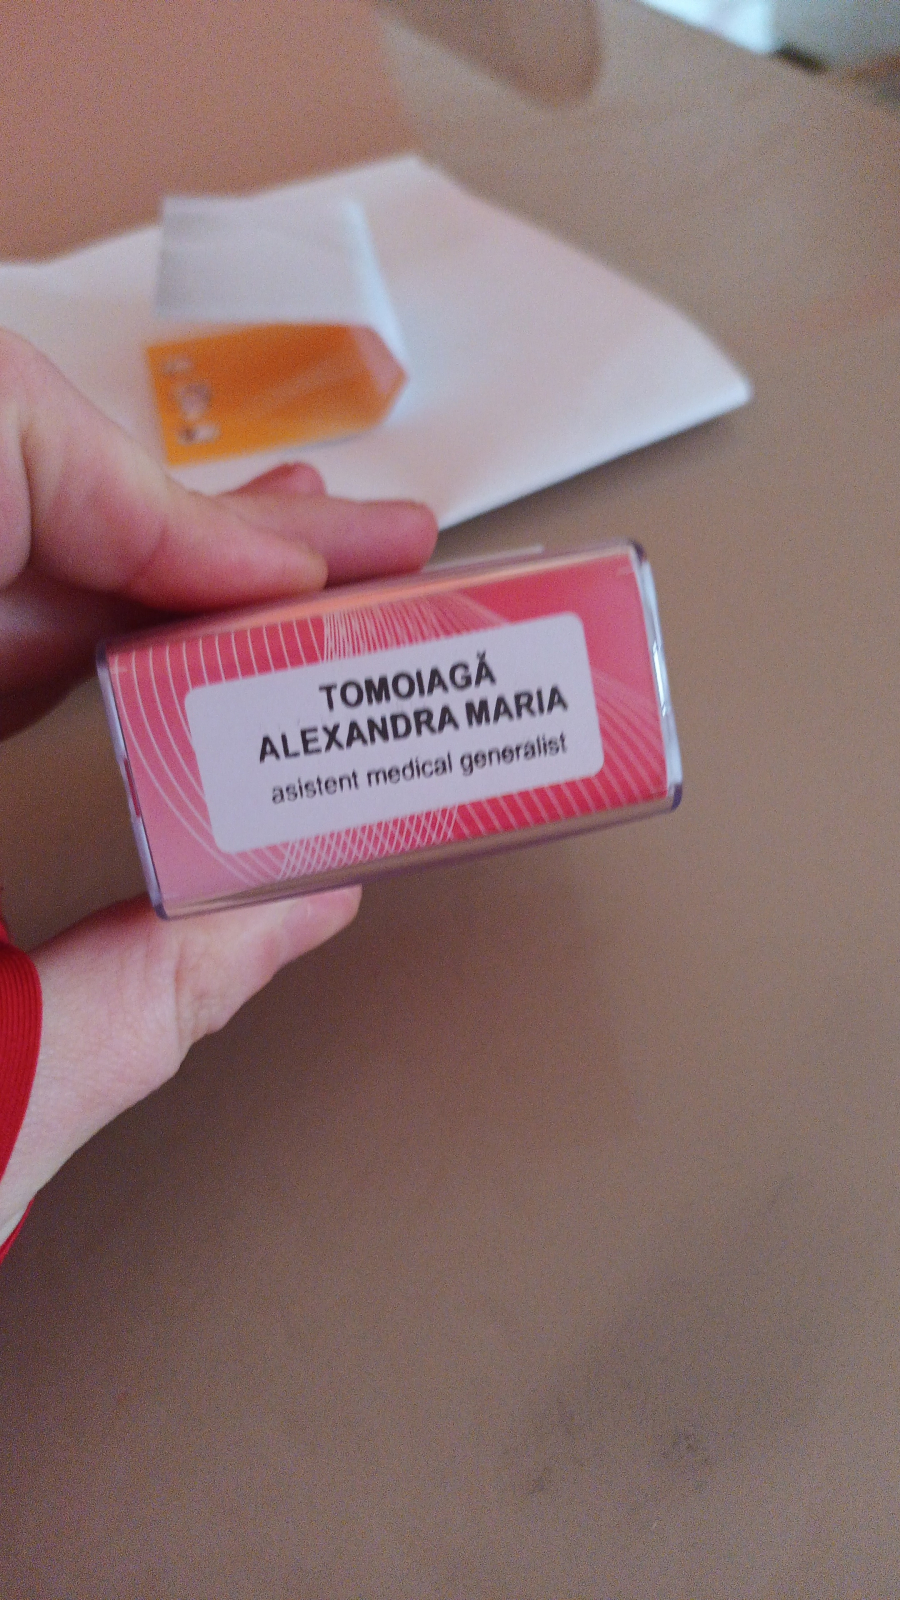 TOMOIAGĂ
ALEXANDRA MARIA
asistent medical generalist